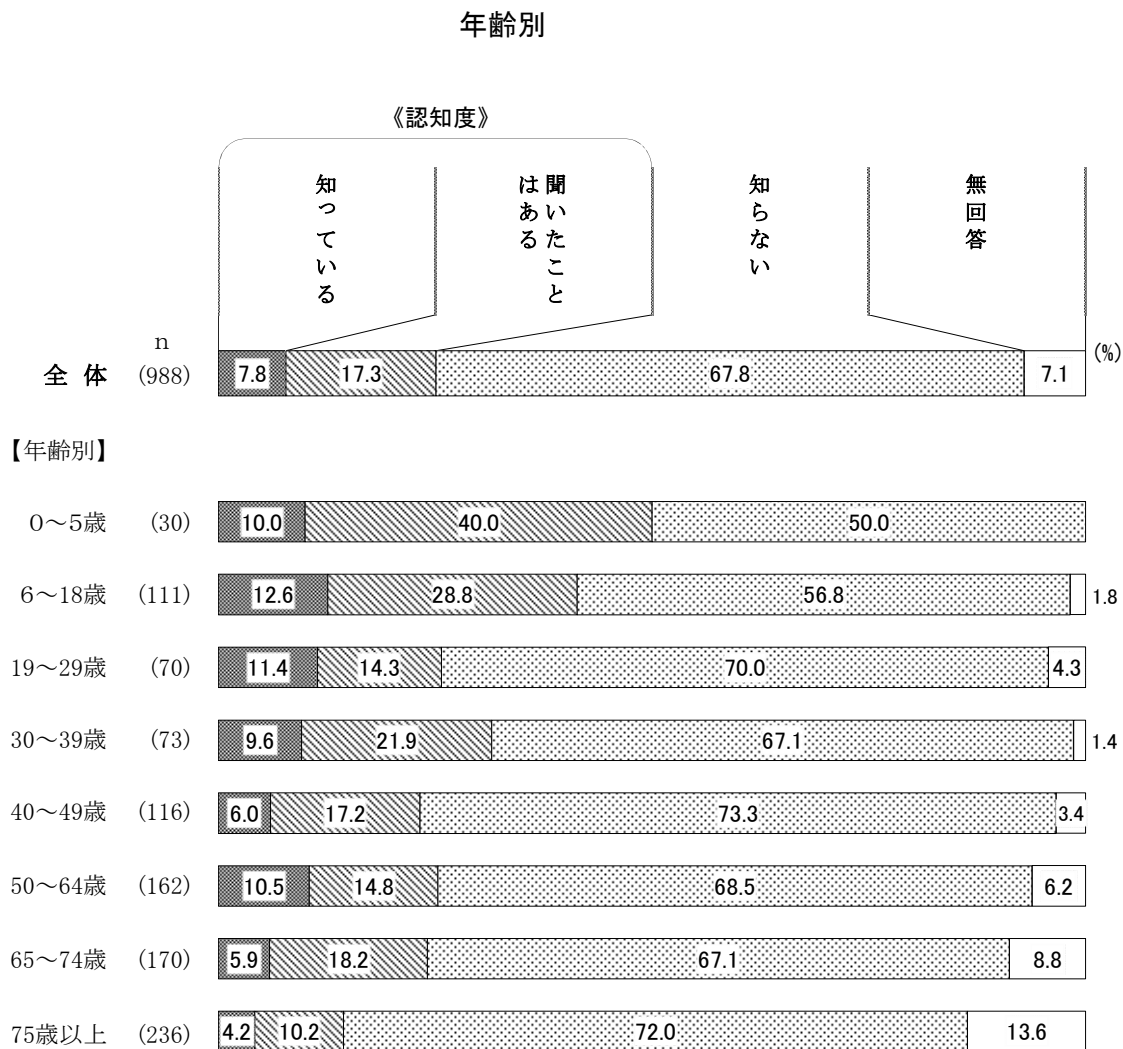 年齢別
《認知度》
知っている
聞いたこと
はある
知らない
無回答
n
(%)
全 体 (988) 7.8 17.3 67.8 7.1
【年齢別】
0～5歳 (30) 10.0 40.0 50.0
6～18歳 (111) 12.6 28.8 56.8 1.8
19～29歳 (70) 11.4 14.3 70.0 4.3
30～39歳 (73) 9.6 21.9 67.1 1.4
40～49歳 (116) 6.0 17.2 73.3 3.4
50～64歳 (162) 10.5 14.8 68.5 6.2
65～74歳 (170) 5.9 18.2 67.1 8.8
75歳以上 (236) 4.2 10.2 72.0 13.6